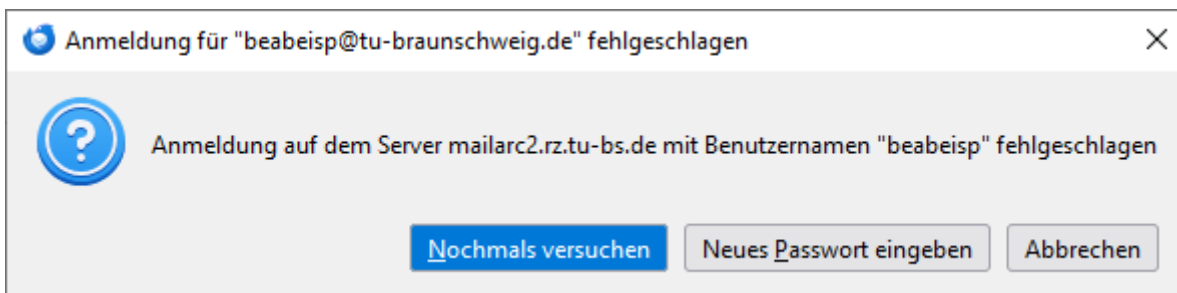 Anmeldung für "beabeisp@tu-braunschweig.de" fehlgeschlagen
Anmeldung auf dem Server mailarc2.rz.tu-bs.de mit Benutzernamen "beabeisp" fehlgeschlagen
Nochmals versuchen Neues Passwort eingeben Abbrechen